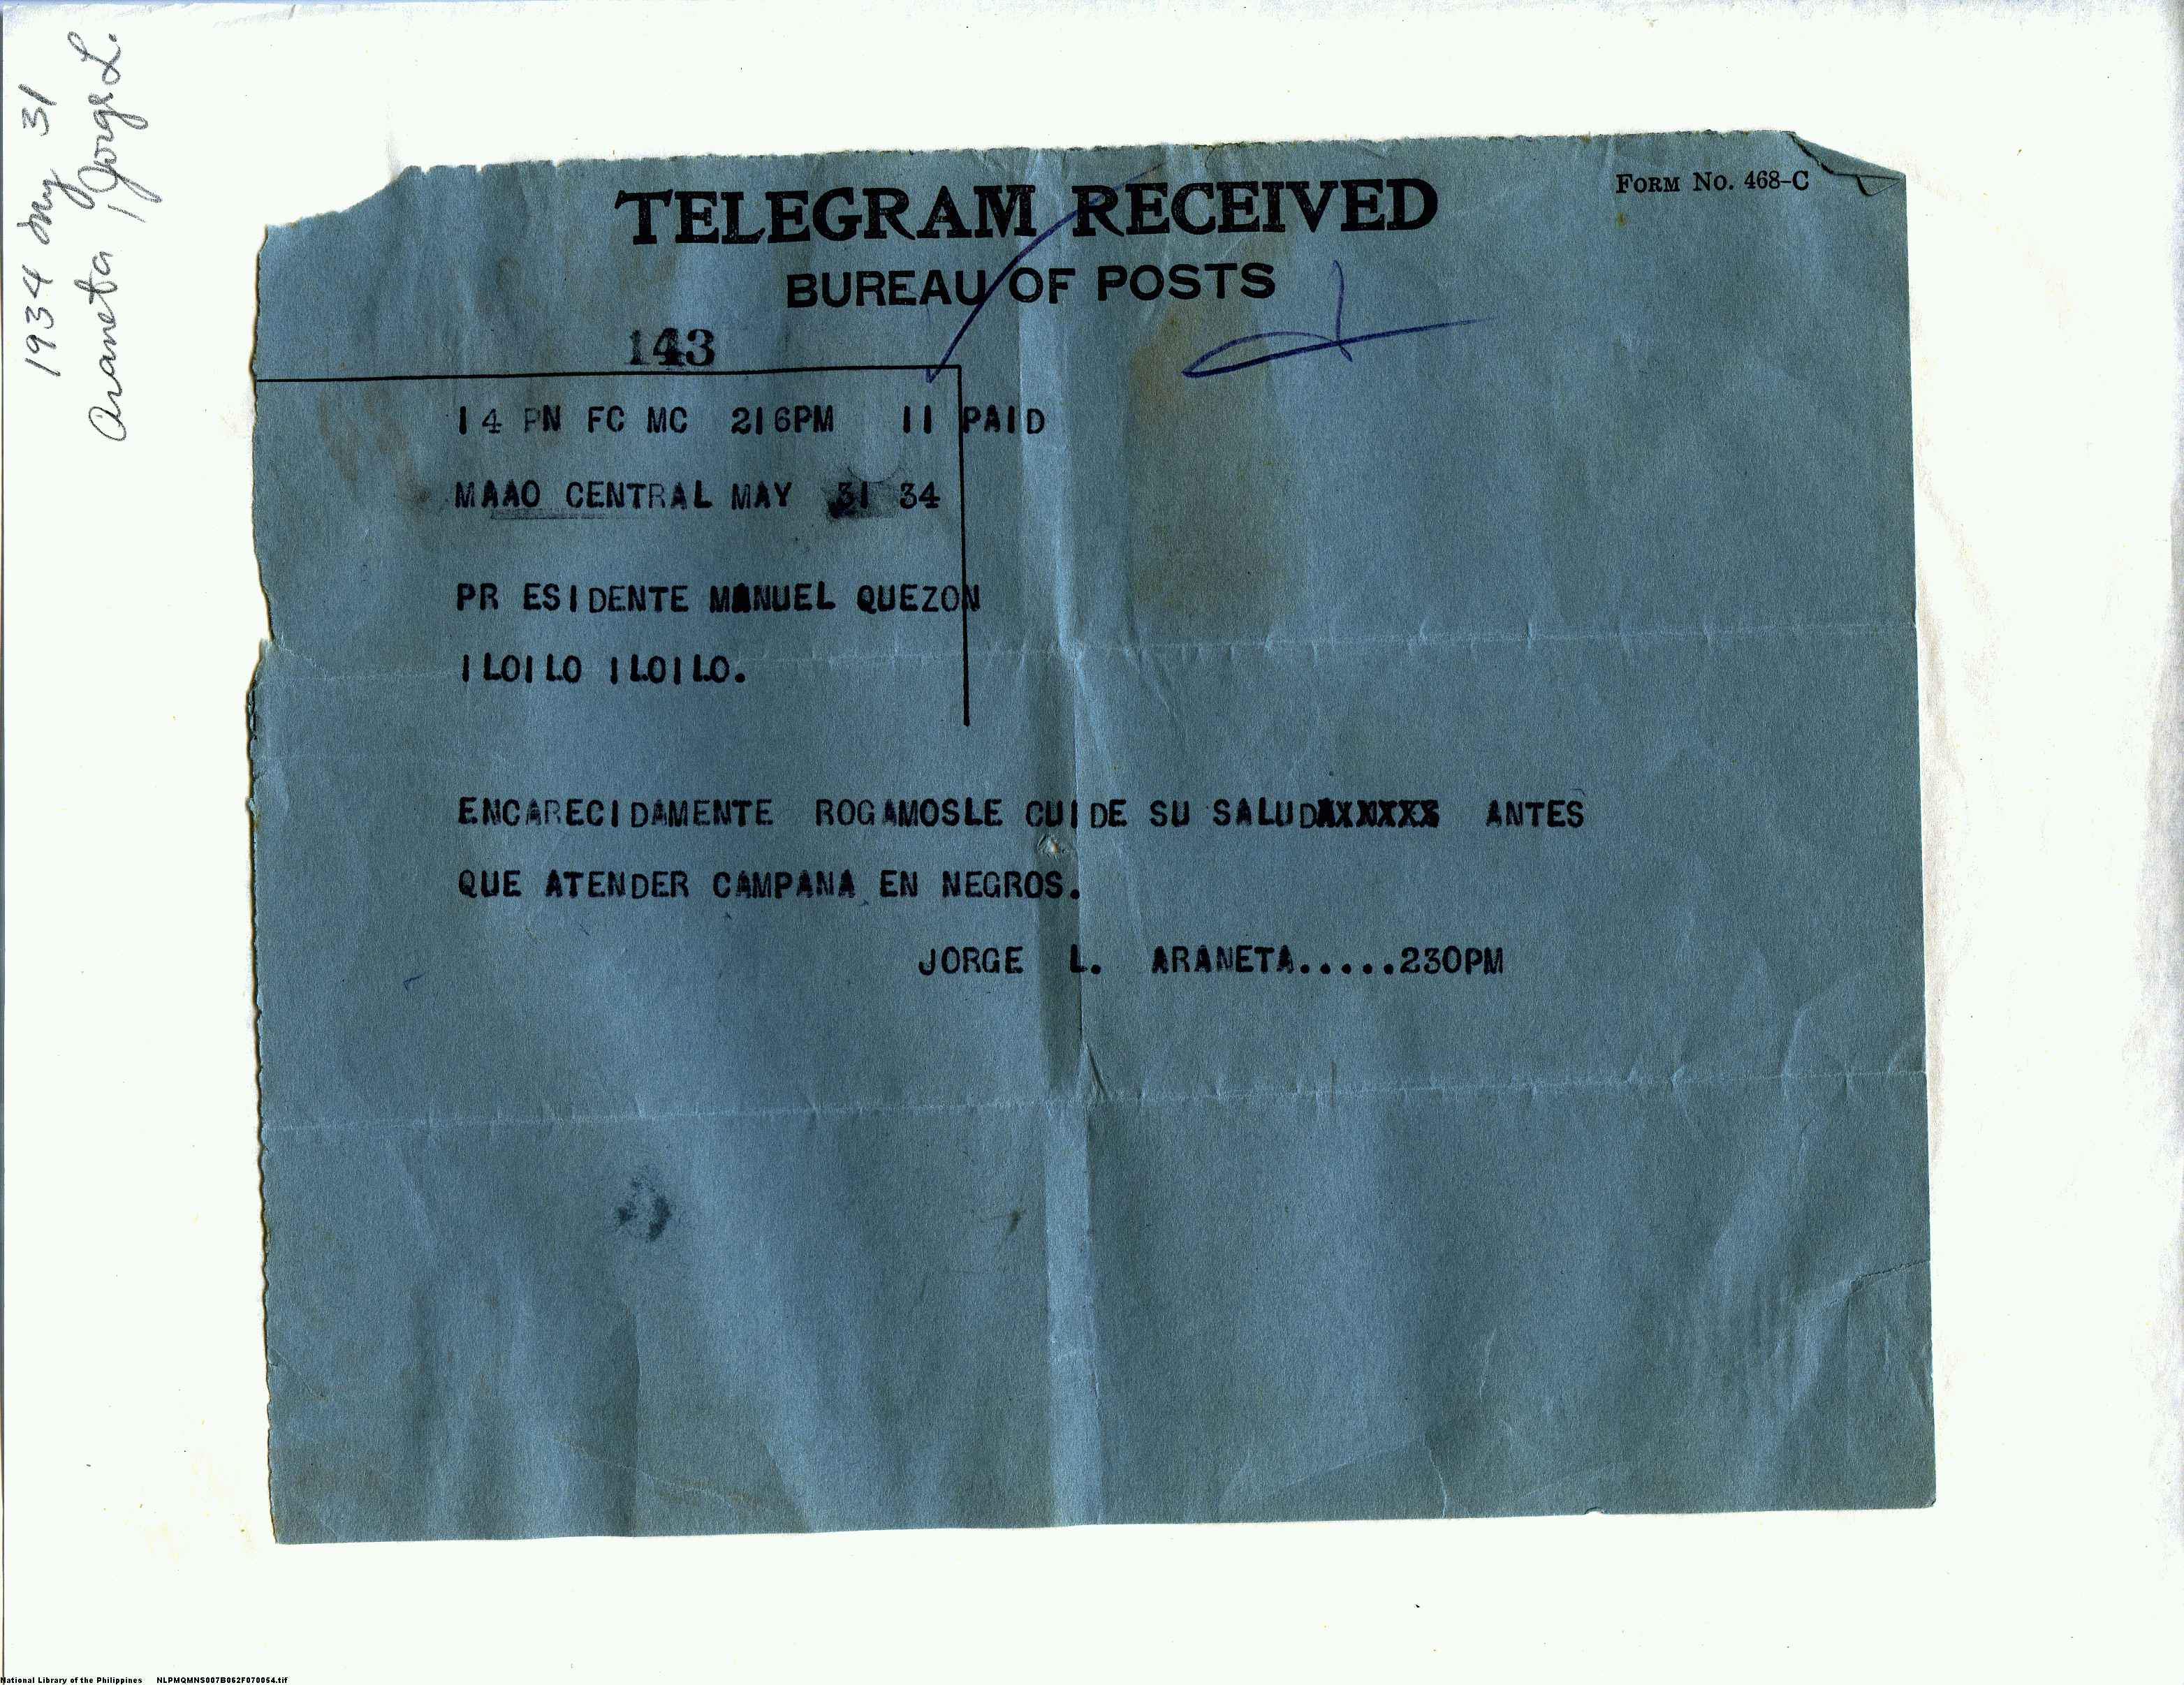 1934 My 31
Araneta, Jorge L.
TELEGRAM RECEIVED
FORM NO. 468-C
BUREAU OF POSTS
143
14 PN FC MC 216PM 11 PAID
MAAO CENTRAL MAY 31 34
PR ESIDENTE MANUEL QUEZON
ILOILO ILOILO.
ENCARECIDAMENTE ROGAMOSLE CUIDE SU SALUD ANTES
QUE ATENDER CAMPANA EN NEGROS.
JORGE L. ARANETA.....230PM
National Library of the Philippines NLPMQMNS007B062F070054.tif